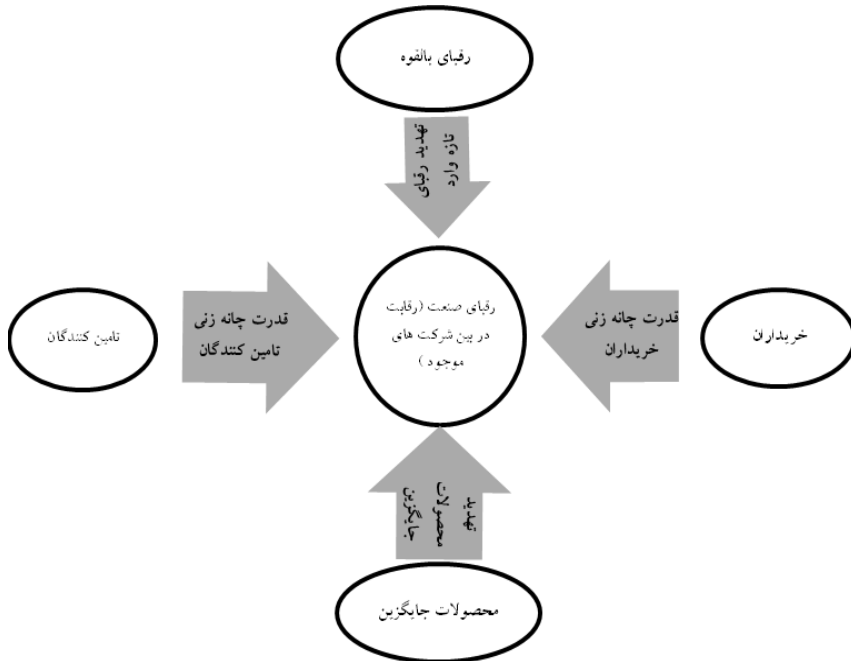 رقبای بالقوه
تهدید رقبای
تازه وارد
رقبای صنعت (رقابت
در بین شرکت های
موجود )
خریداران
قدرت چانه زنی
خریداران
قدرت چانه زنی
تامین کنندگان
تامین کنندگان
تهدید
محصولات
جایگزین
محصولات جایگزین